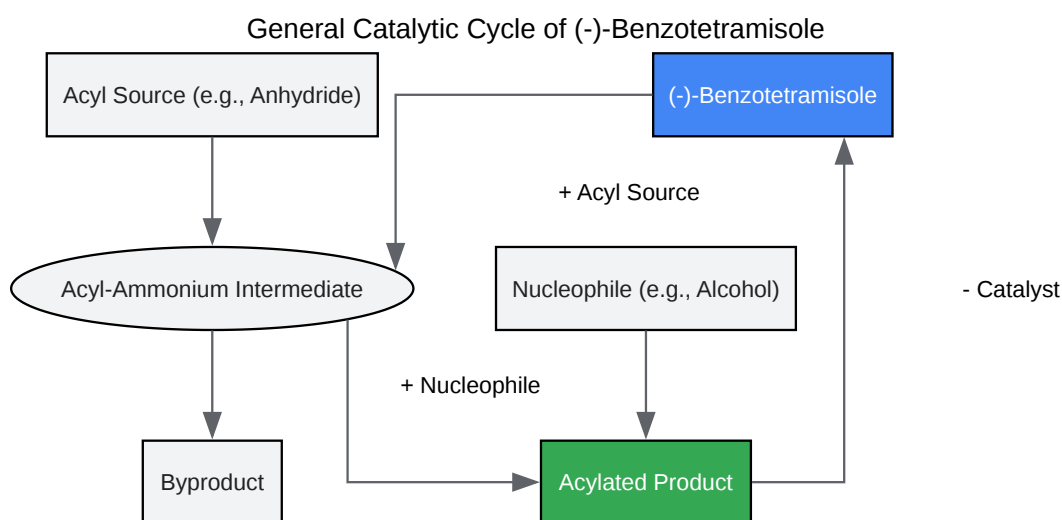 General Catalytic Cycle of (-)-Benzotetramisole
Acyl Source (e.g., Anhydride)
(-)-Benzotetramisole
+ Acyl Source
Acyl-Ammonium Intermediate
Nucleophile (e.g., Alcohol)
- Catalyst
+ Nucleophile
Byproduct
Acylated Product